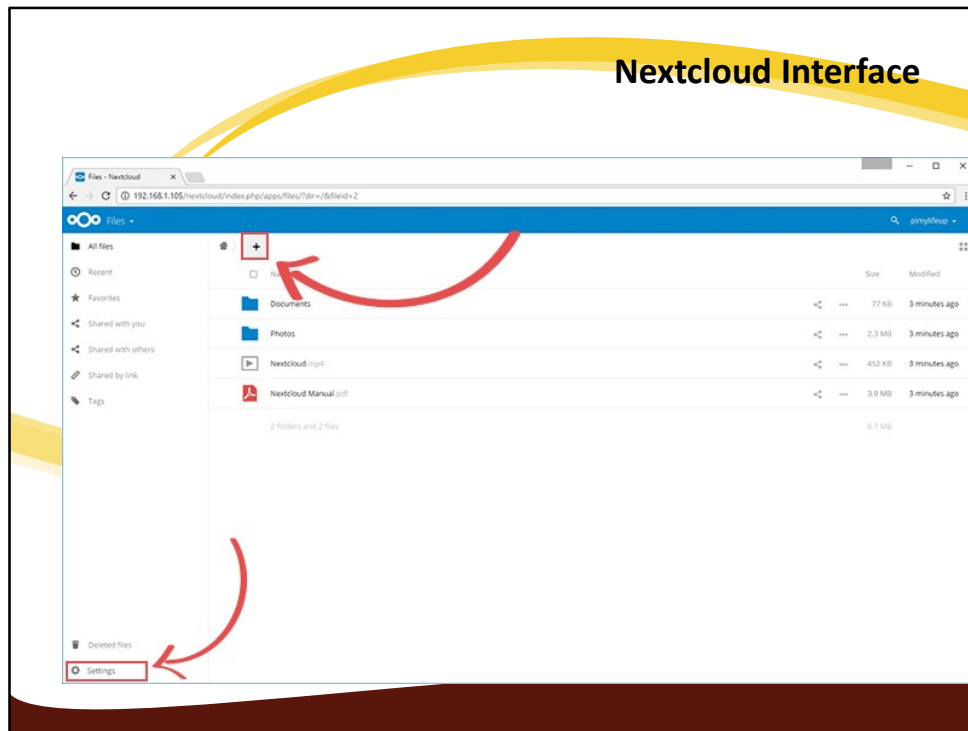 Nextcloud Interface
Files - Nextcloud
192.168.1.105/nextcloud/index.php/apps/files/?dir=/&fileid=2
Files
pimylifeup
All files
+
Recent
Size Modified
Favorites
Documents 77 KB 3 minutes ago
Shared with you
Photos 2.3 MB 3 minutes ago
Shared with others
Nextcloud.mp4 452 KB 3 minutes ago
Shared by link
Nextcloud Manual.pdf 3.9 MB 3 minutes ago
Tags
2 folders and 2 files 6.7 MB
Deleted files
Settings